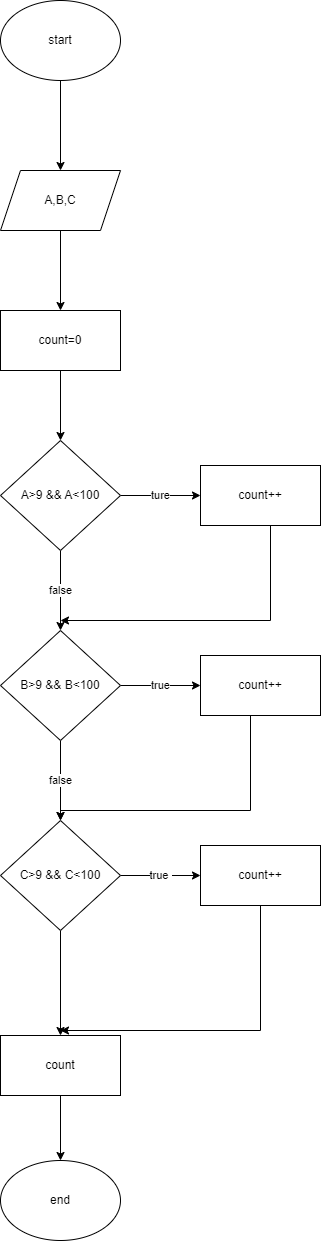 start
A,B,C
count=0
A>9 && A<100
ture
count++
false
B>9 && B<100
true
count++
false
C>9 && C<100
true
count++
count
end